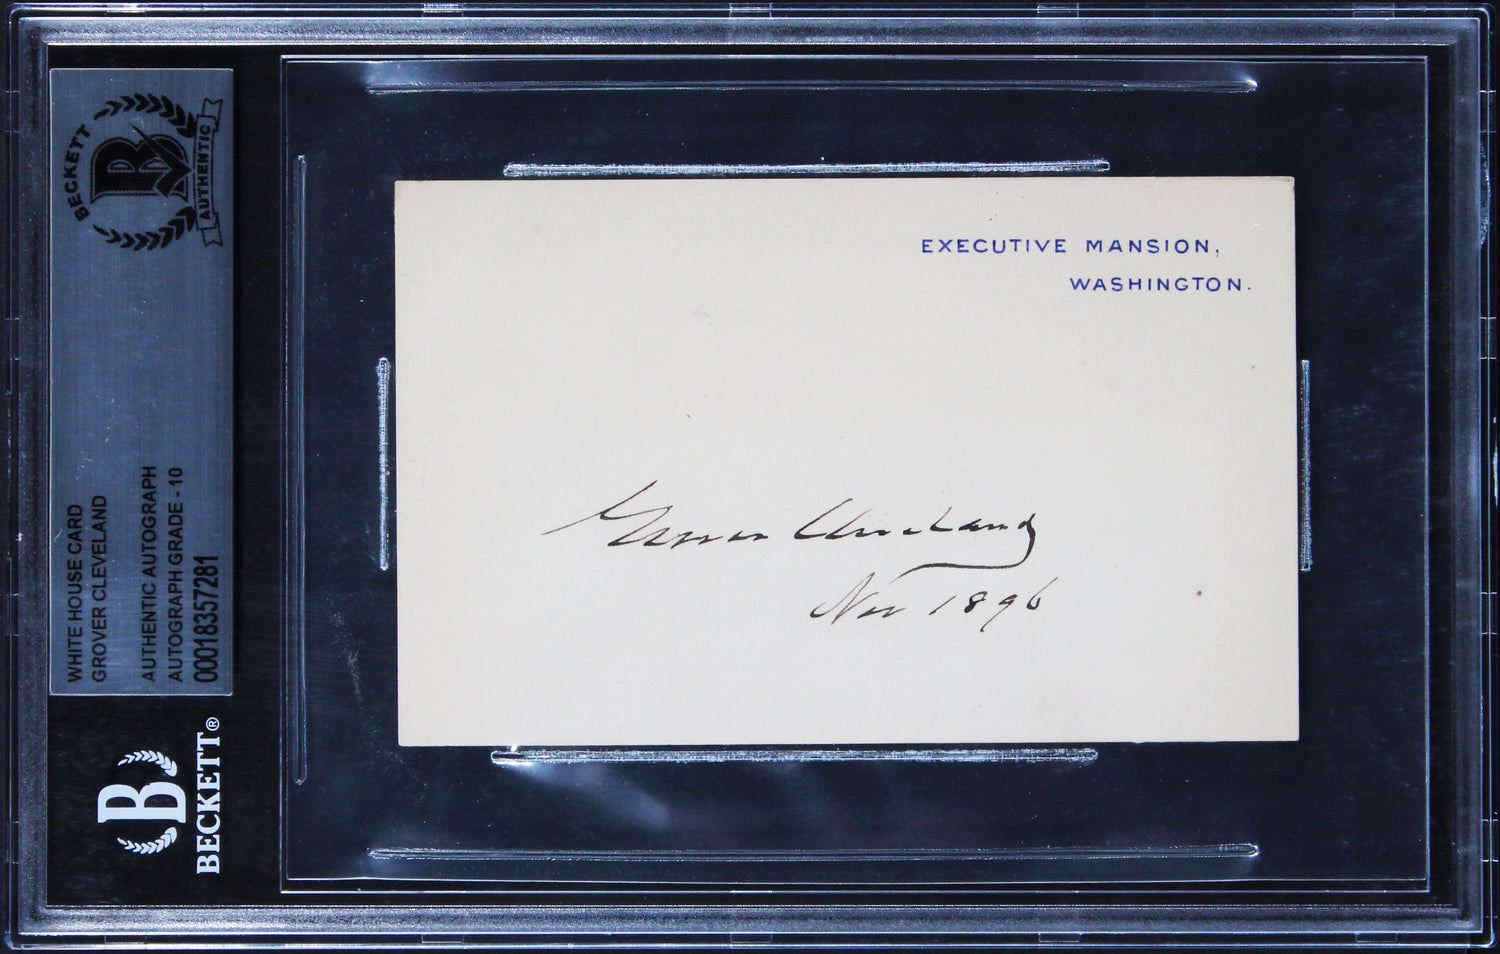 BECKETT
B
AUTHENTIC
WHITE HOUSE CARD
GROVER CLEVELAND
AUTHENTIC AUTOGRAPH
AUTOGRAPH GRADE - 10
00018357281
B
BECKETT®
EXECUTIVE MANSION,
WASHINGTON.
Grover Cleveland
Nov 1896